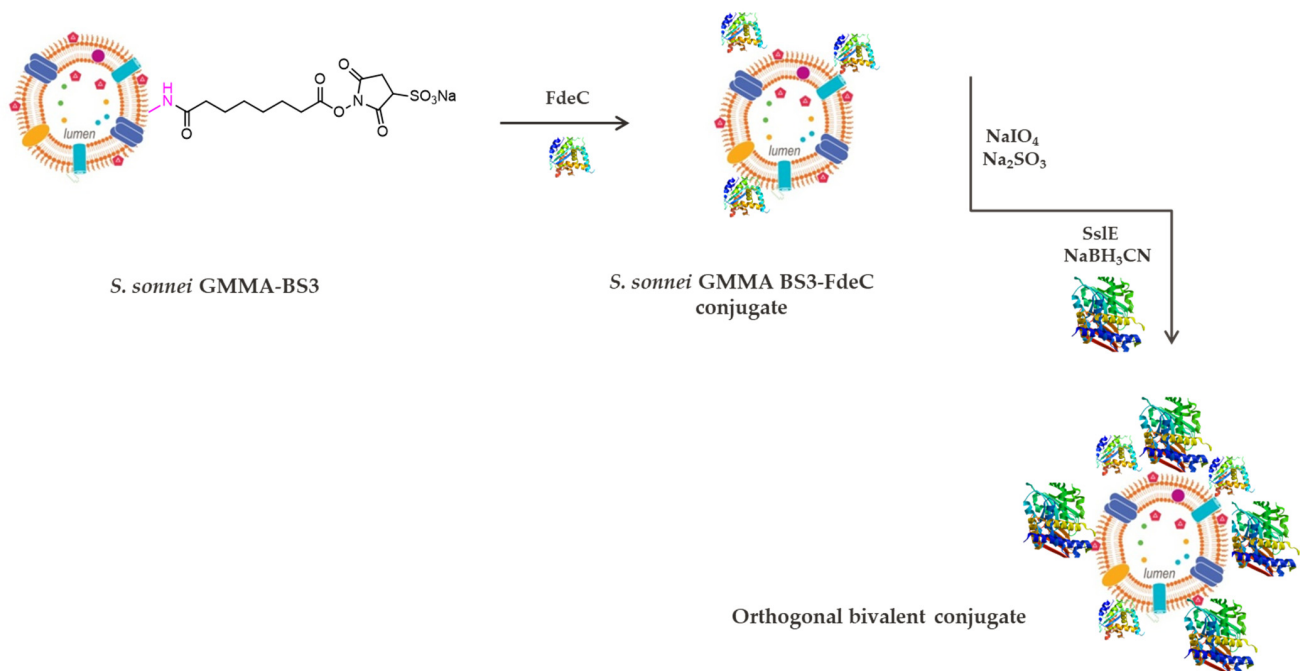 H
N
O
O
O
O
N
O
SO₃Na
lumen
FdeC
lumen
NaIO₄
Na₂SO₃
SslE
NaBH₃CN
S. sonnei GMMA-BS3
S. sonnei GMMA BS3-FdeC
conjugate
lumen
Orthogonal bivalent conjugate